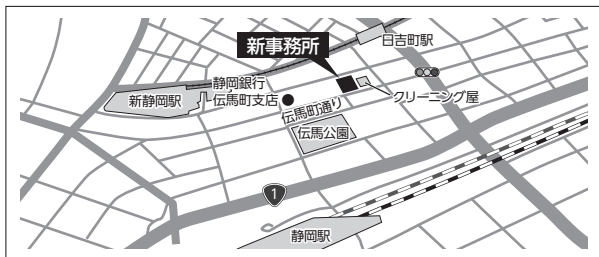 日吉町駅
新事務所
静岡銀行
伝馬町支店
新静岡駅
クリーニング屋
伝馬町通り
伝馬公園
1
静岡駅